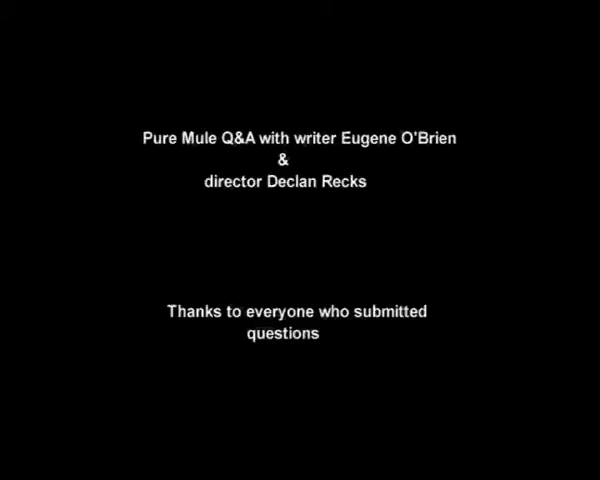 Pure Mule Q&A with writer Eugene O'Brien
&
director Declan Recks
Thanks to everyone who submitted
questions